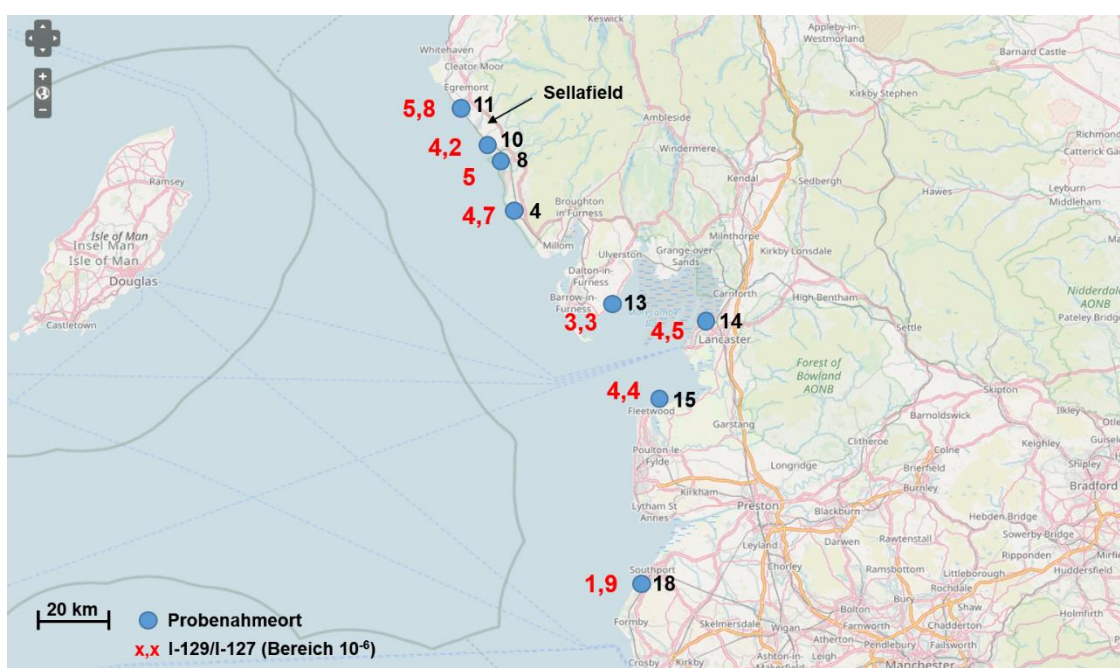 Keswick
Appleby-in-
Westmorland
Whitehaven
Cleator Moor
Barnard Castle
Egremont
Kirkby Stephen
Sellafield
5,8
11
Ambleside
Richmond
4,2
10
Windermere
Catterick Gar
8
5
Kendal
Sedbergh
Hawes
Leyburn
Middleham
Ramsey
4,7
4
Broughton
in Furness
Milnthorpe
Isle of Man
Insel Man
Isle of Man
Millom
Ulverston
Grange-over-
Sands
Kirkby Lonsdale
Douglas
Dalton-in-
Furness
Carnforth
High Bentham
Nidderdale
AONB
Castletown
Barrow-in-
Furness
13
3,3
14
4,5
Settle
Pateley Bridge
Lancaster
Forest of
Bowland
AONB
4,4
15
Skipton
Fleetwood
Garstang
Barnoldswick
Ilkley
Clitheroe
Poulton-le-
Fylde
Longridge
Colne
Keighley
Brierfield
Burnley
Shipley
Bradford
Kirkham
Preston
Lytham St
Annes
Blackburn
Hebden Bridge
Leyland
Darwen
Rawtenstall
Sowerby Bridge
Ripponden
Chorley
Ramsbottom
Littleborough
Huddersfield
1,9
Southport
18
Bury
Rochdale
Marsden
Bolton
Shaw
Holmfirth
20 km
Formby
Skelmersdale
Wigan
Atherton
Chadderton
Probenahmeort
Failsworth
x,x I-129/I-127 (Bereich 10⁻⁶)
Crosby
Kirkby
Ashton-in-
Leigh
Manchester